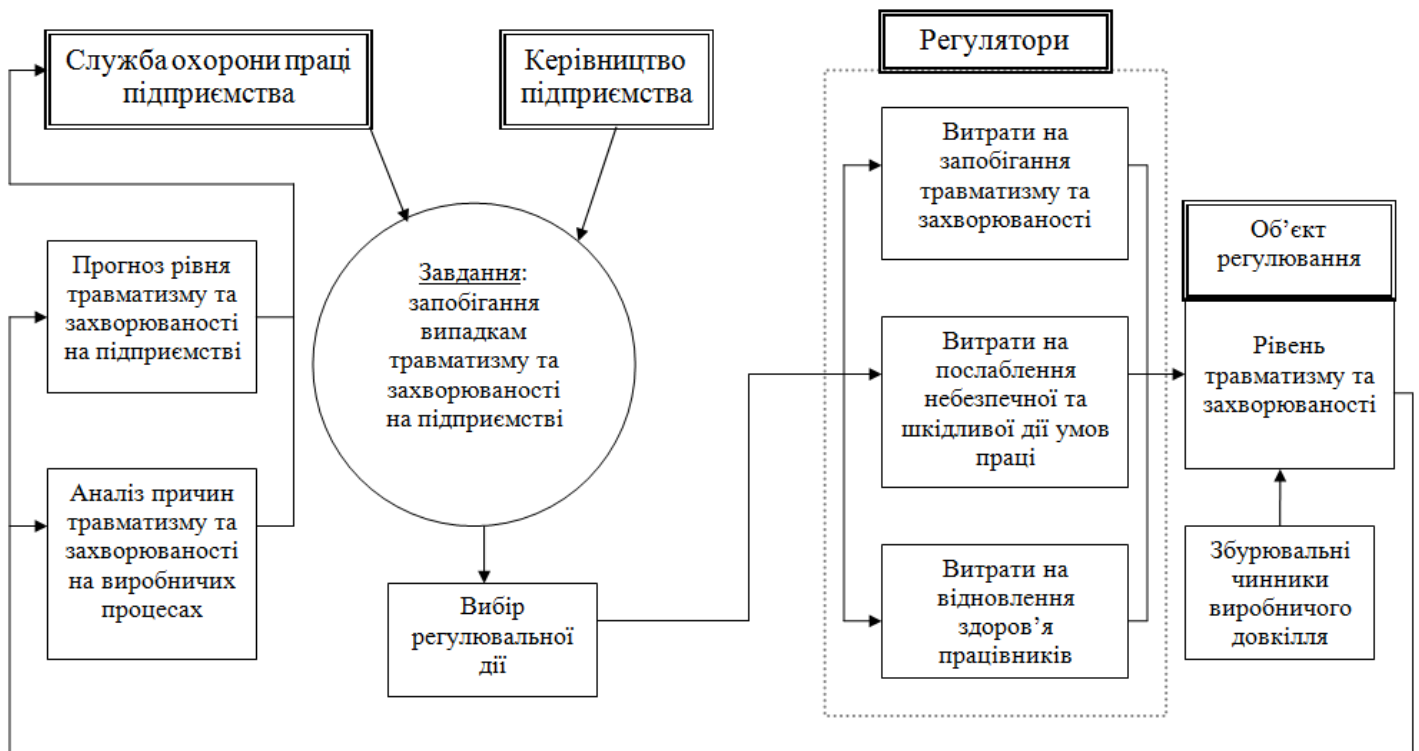 Служба охорони праці
підприємства
Керівництво
підприємства
Регулятори
Прогноз рівня
травматизму та
захворюваності
на підприємстві
Аналіз причин
травматизму та
захворюваності
на виробничих
процесах
Завдання:
запобігання
випадкам
травматизму та
захворюваності
на підприємстві
Вибір
регулювальної
дії
Витрати на
запобігання
травматизму та
захворюваності
Витрати на
послаблення
небезпечної та
шкідливої дії умов
праці
Витрати на
відновлення
здоров’я
працівників
Об’єкт
регулювання
Рівень
травматизму та
захворюваності
Збурювальні
чинники
виробничого
довкілля